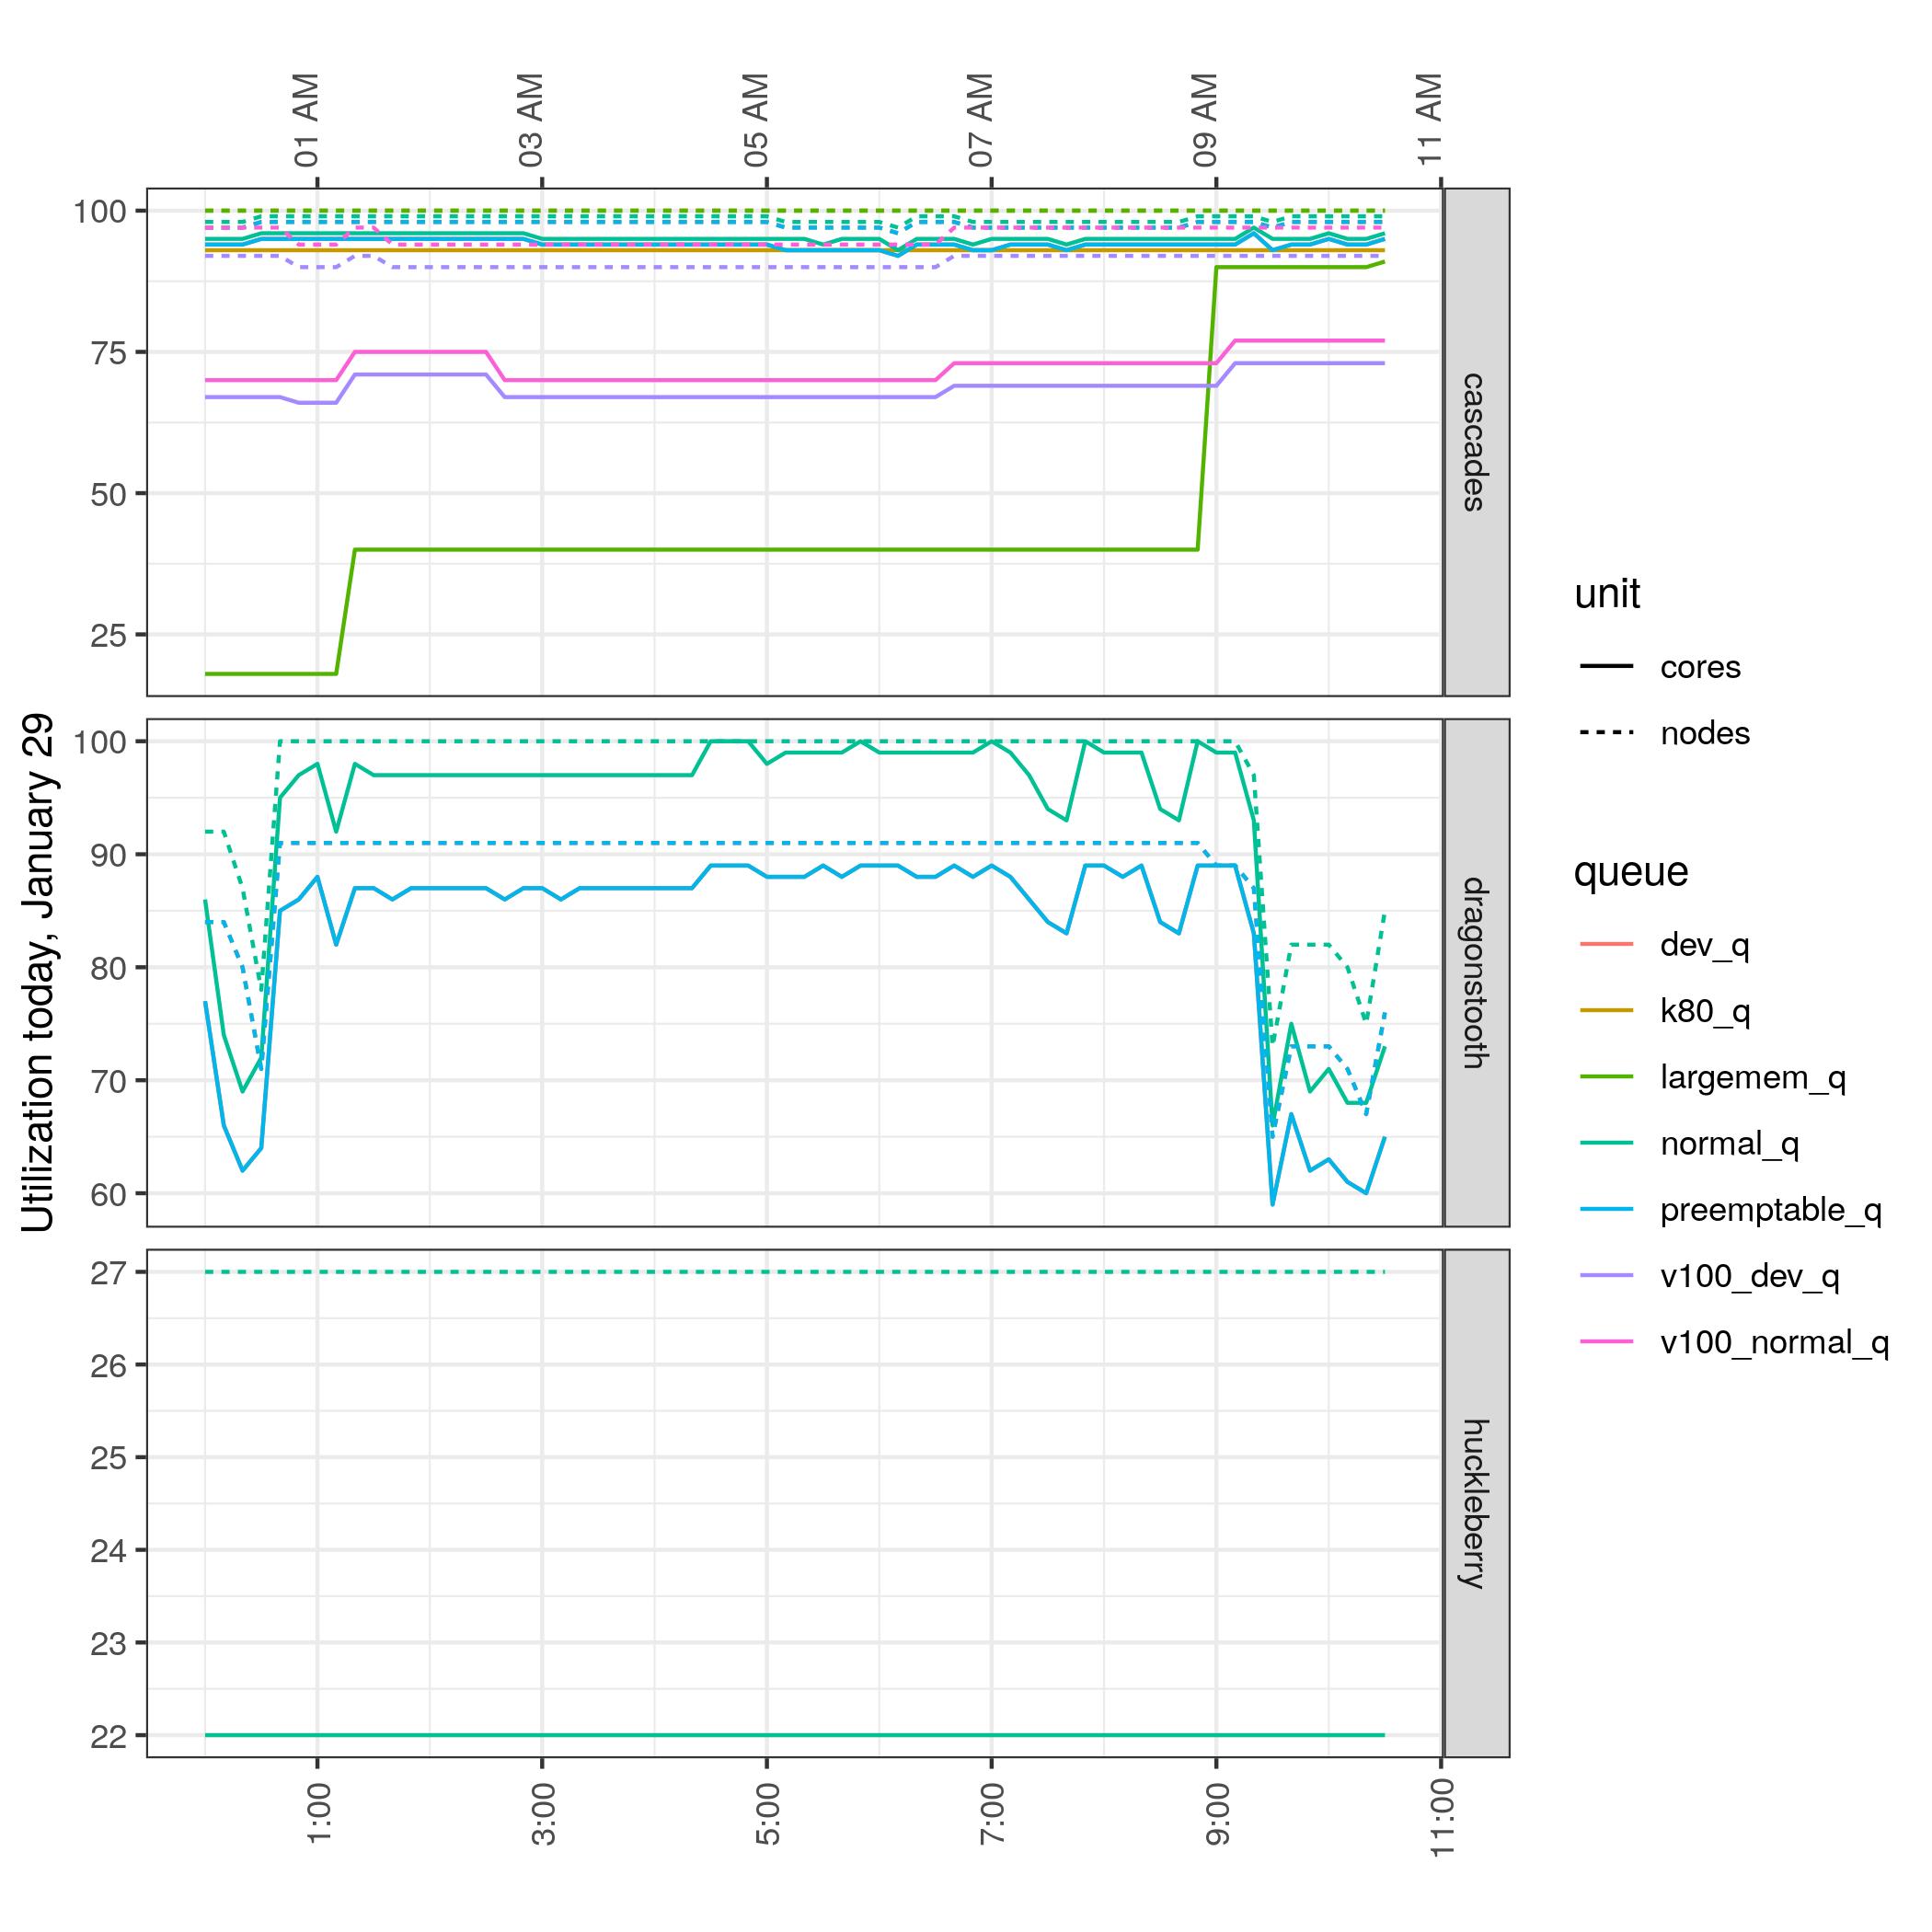 01 AM
03 AM
05 AM
07 AM
09 AM
11 AM
Utilization today, January 29
100
75
50
25
cascades
100
90
80
70
60
dragonstooth
27
26
25
24
23
22
huckleberry
1:00
3:00
5:00
7:00
9:00
11:00
unit
cores
nodes
queue
dev_q
k80_q
largemem_q
normal_q
preemptable_q
v100_dev_q
v100_normal_q